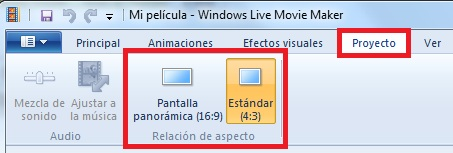 Mi película - Windows Live Movie Maker
Principal Animaciones Efectos visuales Proyecto Ver
Mezcla de sonido
Ajustar a la música
Audio
Pantalla panorámica (16:9)
Estándar (4:3)
Relación de aspecto